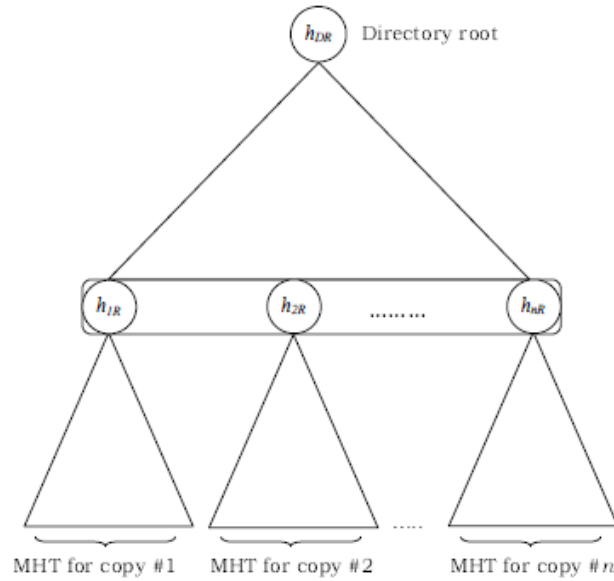 h_DR Directory root
h_1R h_2R ......... h_nR
.....
MHT for copy #1 MHT for copy #2 MHT for copy #n